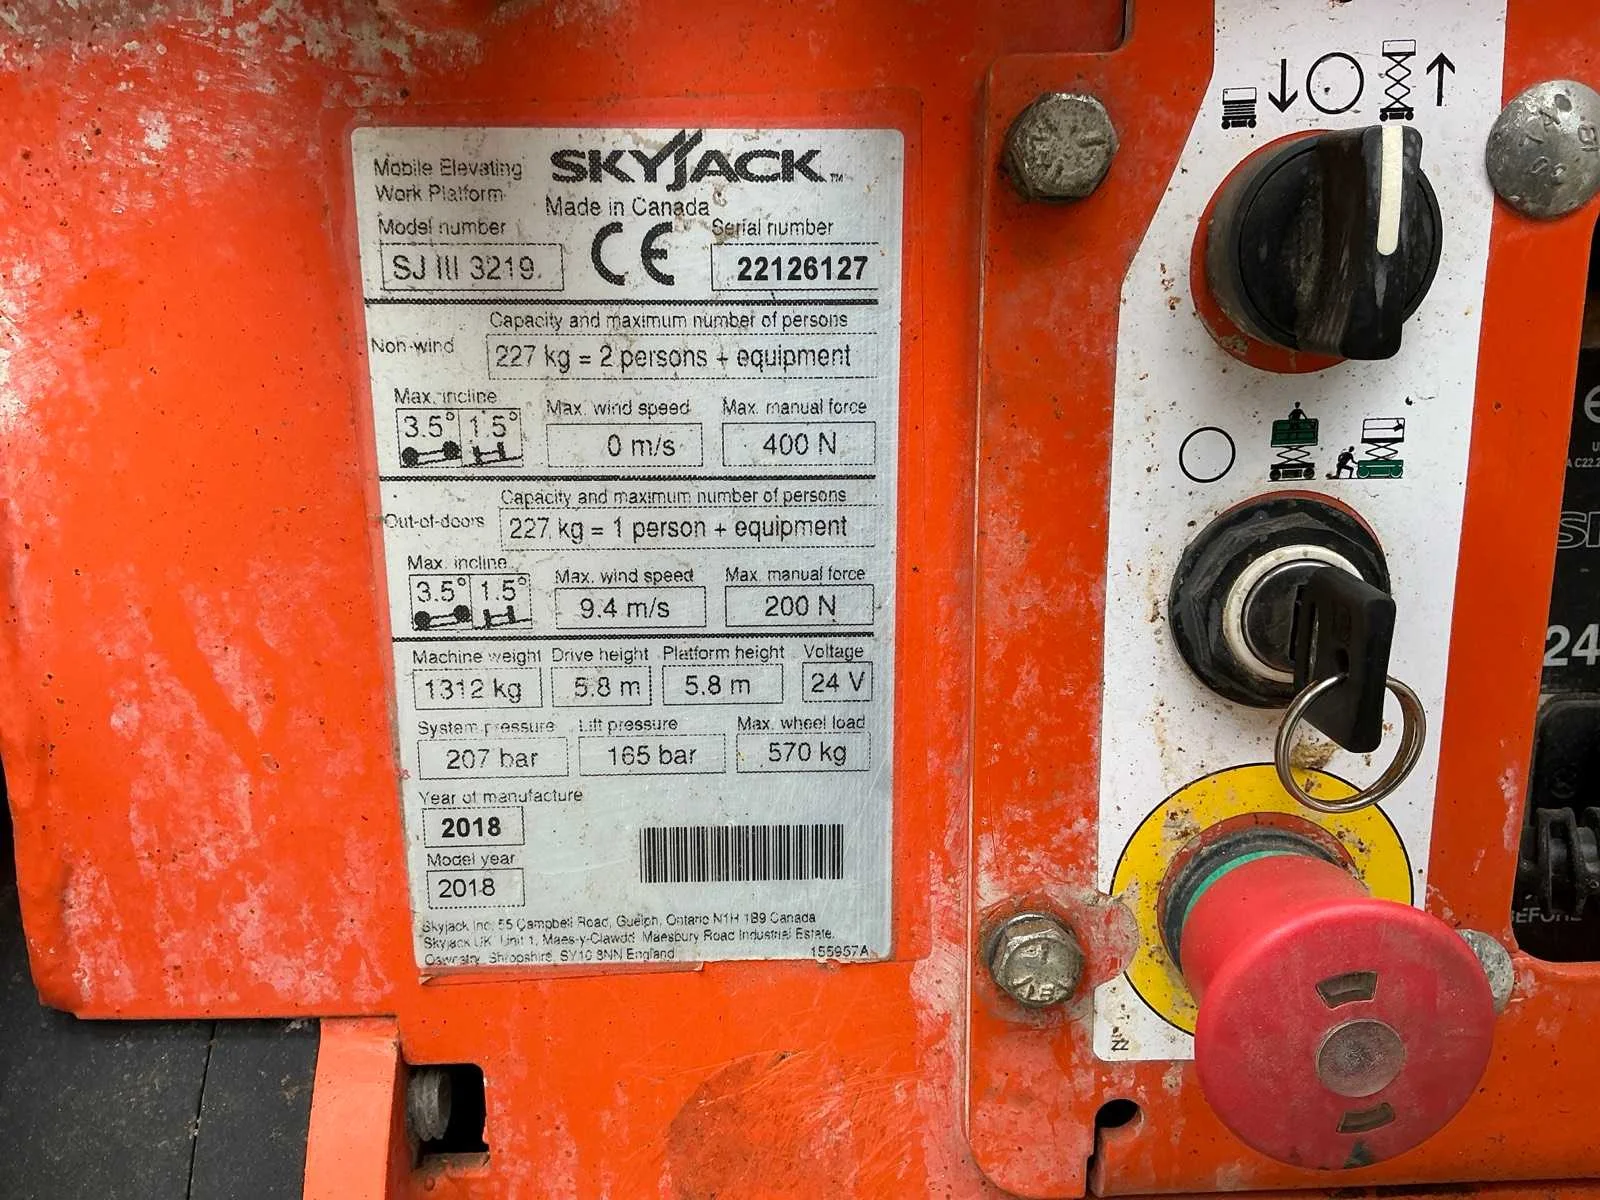 Mobile Elevating
Work Platform
SKYJACK™
Made in Canada
Model number
SJ III 3219
CE
Serial number
22126127
Capacity and maximum number of persons
Non-wind
227 kg = 2 persons + equipment
Max. incline
3.5° 1.5°
Max. wind speed
0 m/s
Max. manual force
400 N
Capacity and maximum number of persons
Out-of-doors
227 kg = 1 person + equipment
Max. incline
3.5° 1.5°
Max. wind speed
9.4 m/s
Max. manual force
200 N
Machine weight
1312 kg
Drive height
5.8 m
Platform height
5.8 m
Voltage
24 V
System pressure
207 bar
Lift pressure
165 bar
Max. wheel load
570 kg
Year of manufacture
2018
Model year
2018
Skyjack Inc. 55 Campbell Road, Guelph, Ontario N1H 1B9 Canada
Skyjack UK Unit 1, Maes-y-Clawdd Maesbury Road Industrial Estate,
Oswestry, Shropshire, SY10 8NN England
155957A
24
ZZ